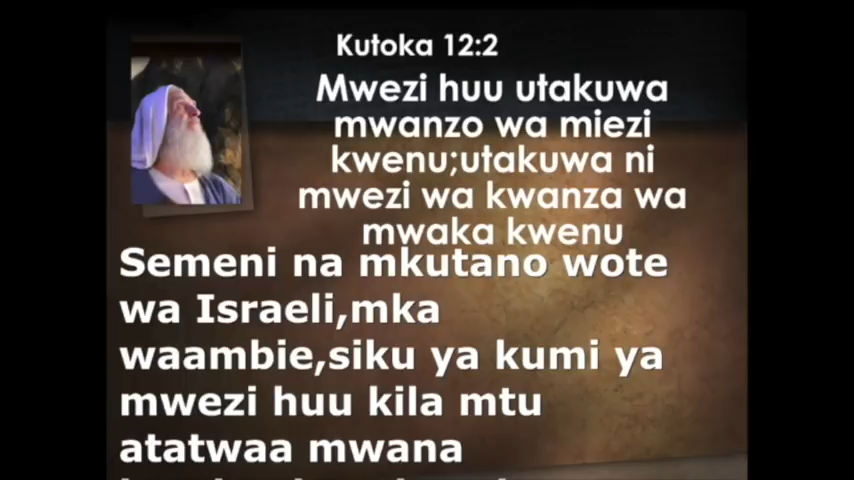 Kutoka 12:2
Mwezi huu utakuwa
mwanzo wa miezi
kwenu;utakuwa ni
mwezi wa kwanza wa
mwaka kwenu
Semeni na mkutano wote
wa Israeli,mka
waambie,siku ya kumi ya
mwezi huu kila mtu
atatwaa mwana